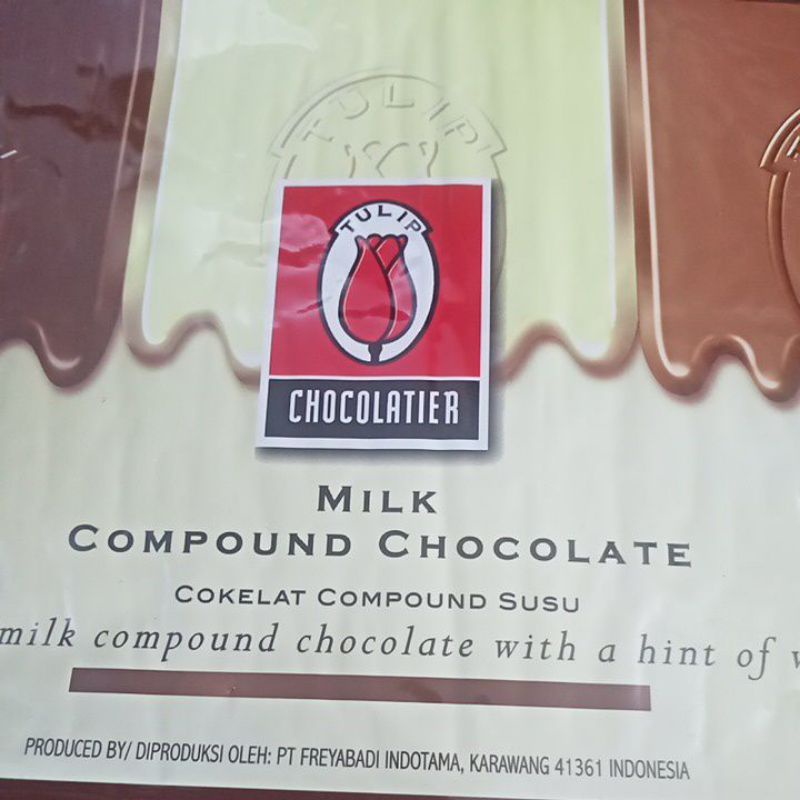 TULIP
TULIP
CHOCOLATIER
MILK
COMPOUND CHOCOLATE
COKELAT COMPOUND SUSU
milk compound chocolate with a hint of
PRODUCED BY/ DIPRODUKSI OLEH: PT FREYABADI INDOTAMA, KARAWANG 41361 INDONESIA